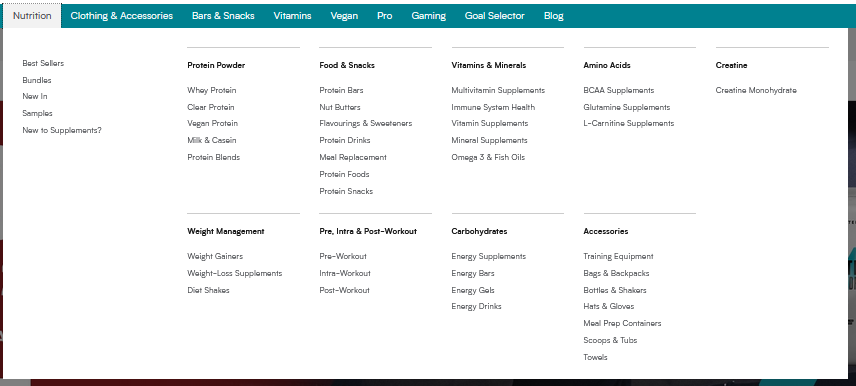 Nutrition
Clothing & Accessories
Bars & Snacks
Vitamins
Vegan
Pro
Gaming
Goal Selector
Blog
Best Sellers
Bundles
New In
Samples
New to Supplements?
Protein Powder
Whey Protein
Clear Protein
Vegan Protein
Milk & Casein
Protein Blends
Food & Snacks
Protein Bars
Nut Butters
Flavourings & Sweeteners
Protein Drinks
Meal Replacement
Protein Foods
Protein Snacks
Vitamins & Minerals
Multivitamin Supplements
Immune System Health
Vitamin Supplements
Mineral Supplements
Omega 3 & Fish Oils
Amino Acids
BCAA Supplements
Glutamine Supplements
L-Carnitine Supplements
Creatine
Creatine Monohydrate
Weight Management
Weight Gainers
Weight-Loss Supplements
Diet Shakes
Pre, Intra & Post-Workout
Pre-Workout
Intra-Workout
Post-Workout
Carbohydrates
Energy Supplements
Energy Bars
Energy Gels
Energy Drinks
Accessories
Training Equipment
Bags & Backpacks
Bottles & Shakers
Hats & Gloves
Meal Prep Containers
Scoops & Tubs
Towels